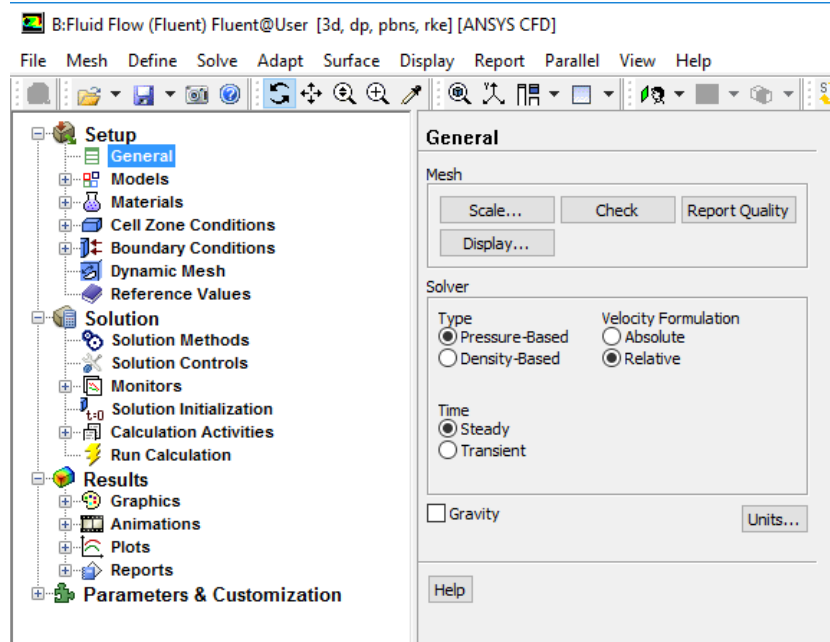 B:Fluid Flow (Fluent) Fluent@User [3d, dp, pbns, rke] [ANSYS CFD]
File Mesh Define Solve Adapt Surface Display Report Parallel View Help
Setup
General
Models
Materials
Cell Zone Conditions
Boundary Conditions
Dynamic Mesh
Reference Values
Solution
Solution Methods
Solution Controls
Monitors
t=0 Solution Initialization
Calculation Activities
Run Calculation
Results
Graphics
Animations
Plots
Reports
Parameters & Customization
General
Mesh
Scale... Check Report Quality
Display...
Solver
Type Velocity Formulation
Pressure-Based Absolute
Density-Based Relative
Time
Steady
Transient
Gravity Units...
Help